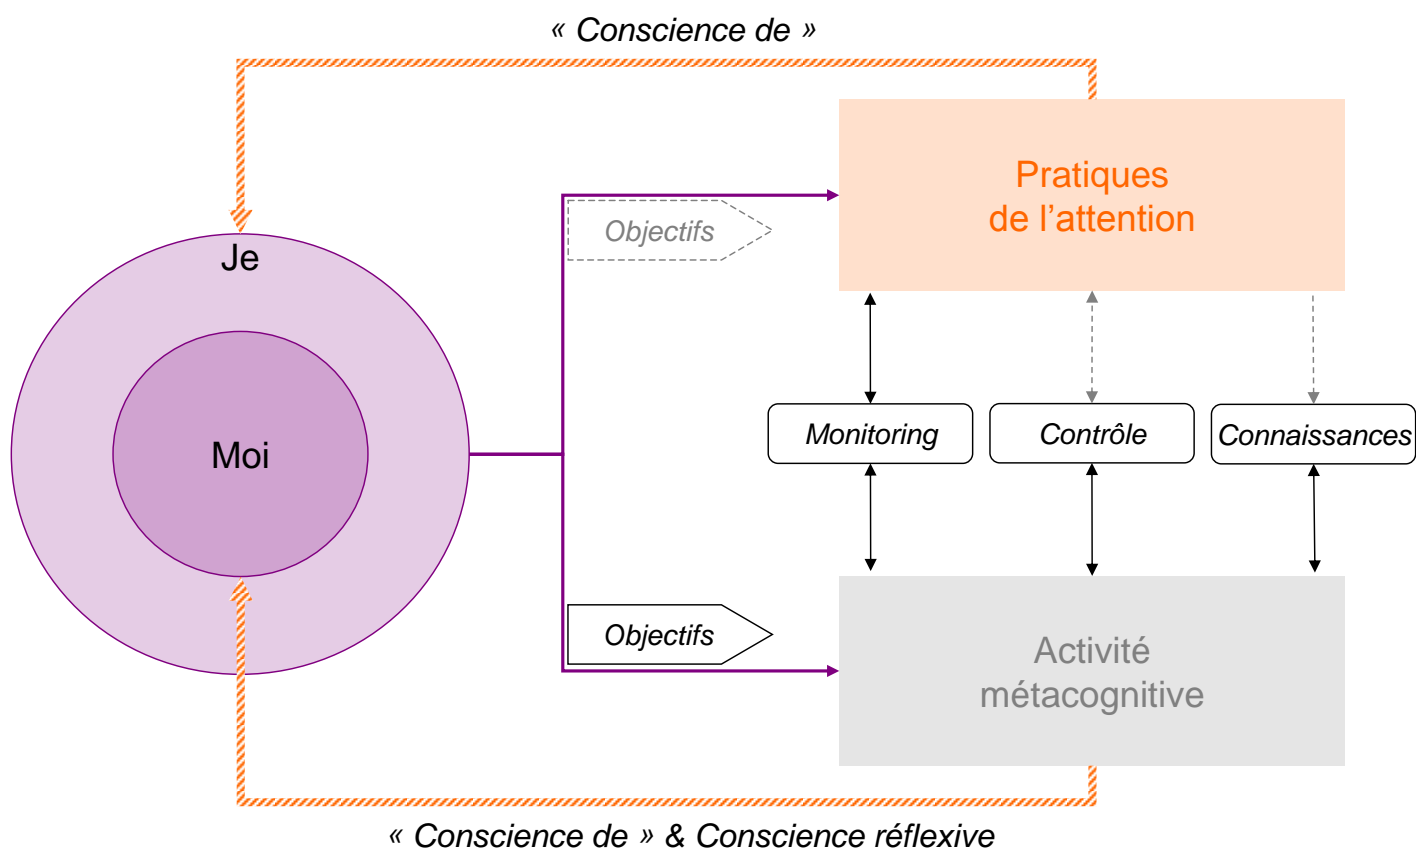 « Conscience de »
Pratiques
de l’attention
Objectifs
Je
Moi
Monitoring
Contrôle
Connaissances
Objectifs
Activité
métacognitive
« Conscience de » & Conscience réflexive